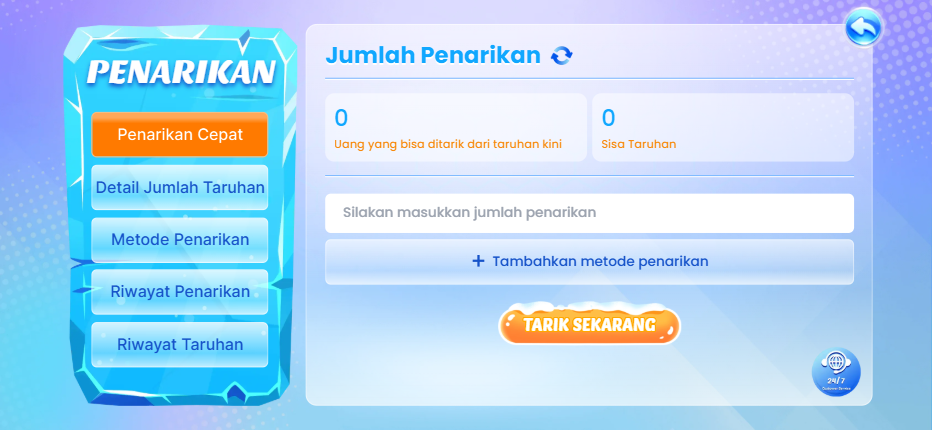 PENARIKAN
Penarikan Cepat
Detail Jumlah Taruhan
Metode Penarikan
Riwayat Penarikan
Riwayat Taruhan
Jumlah Penarikan
0
Uang yang bisa ditarik dari taruhan kini
0
Sisa Taruhan
Silakan masukkan jumlah penarikan
+ Tambahkan metode penarikan
TARIK SEKARANG
24/7
Customer Service